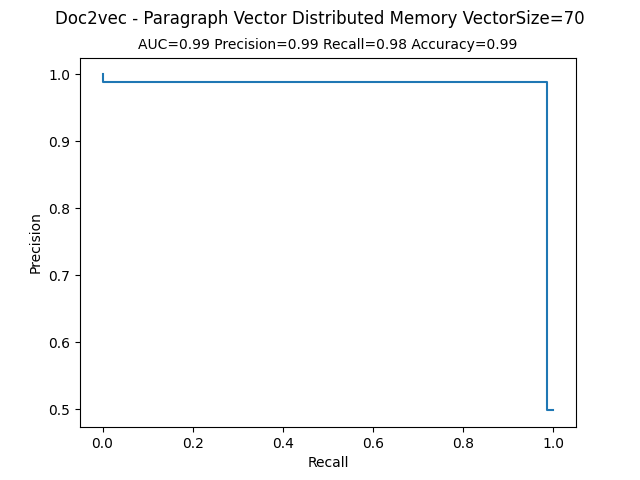 Doc2vec - Paragraph Vector Distributed Memory VectorSize=70
AUC=0.99 Precision=0.99 Recall=0.98 Accuracy=0.99
1.0
0.9
0.8
0.7
0.6
0.5
Precision
0.0 0.2 0.4 0.6 0.8 1.0
Recall